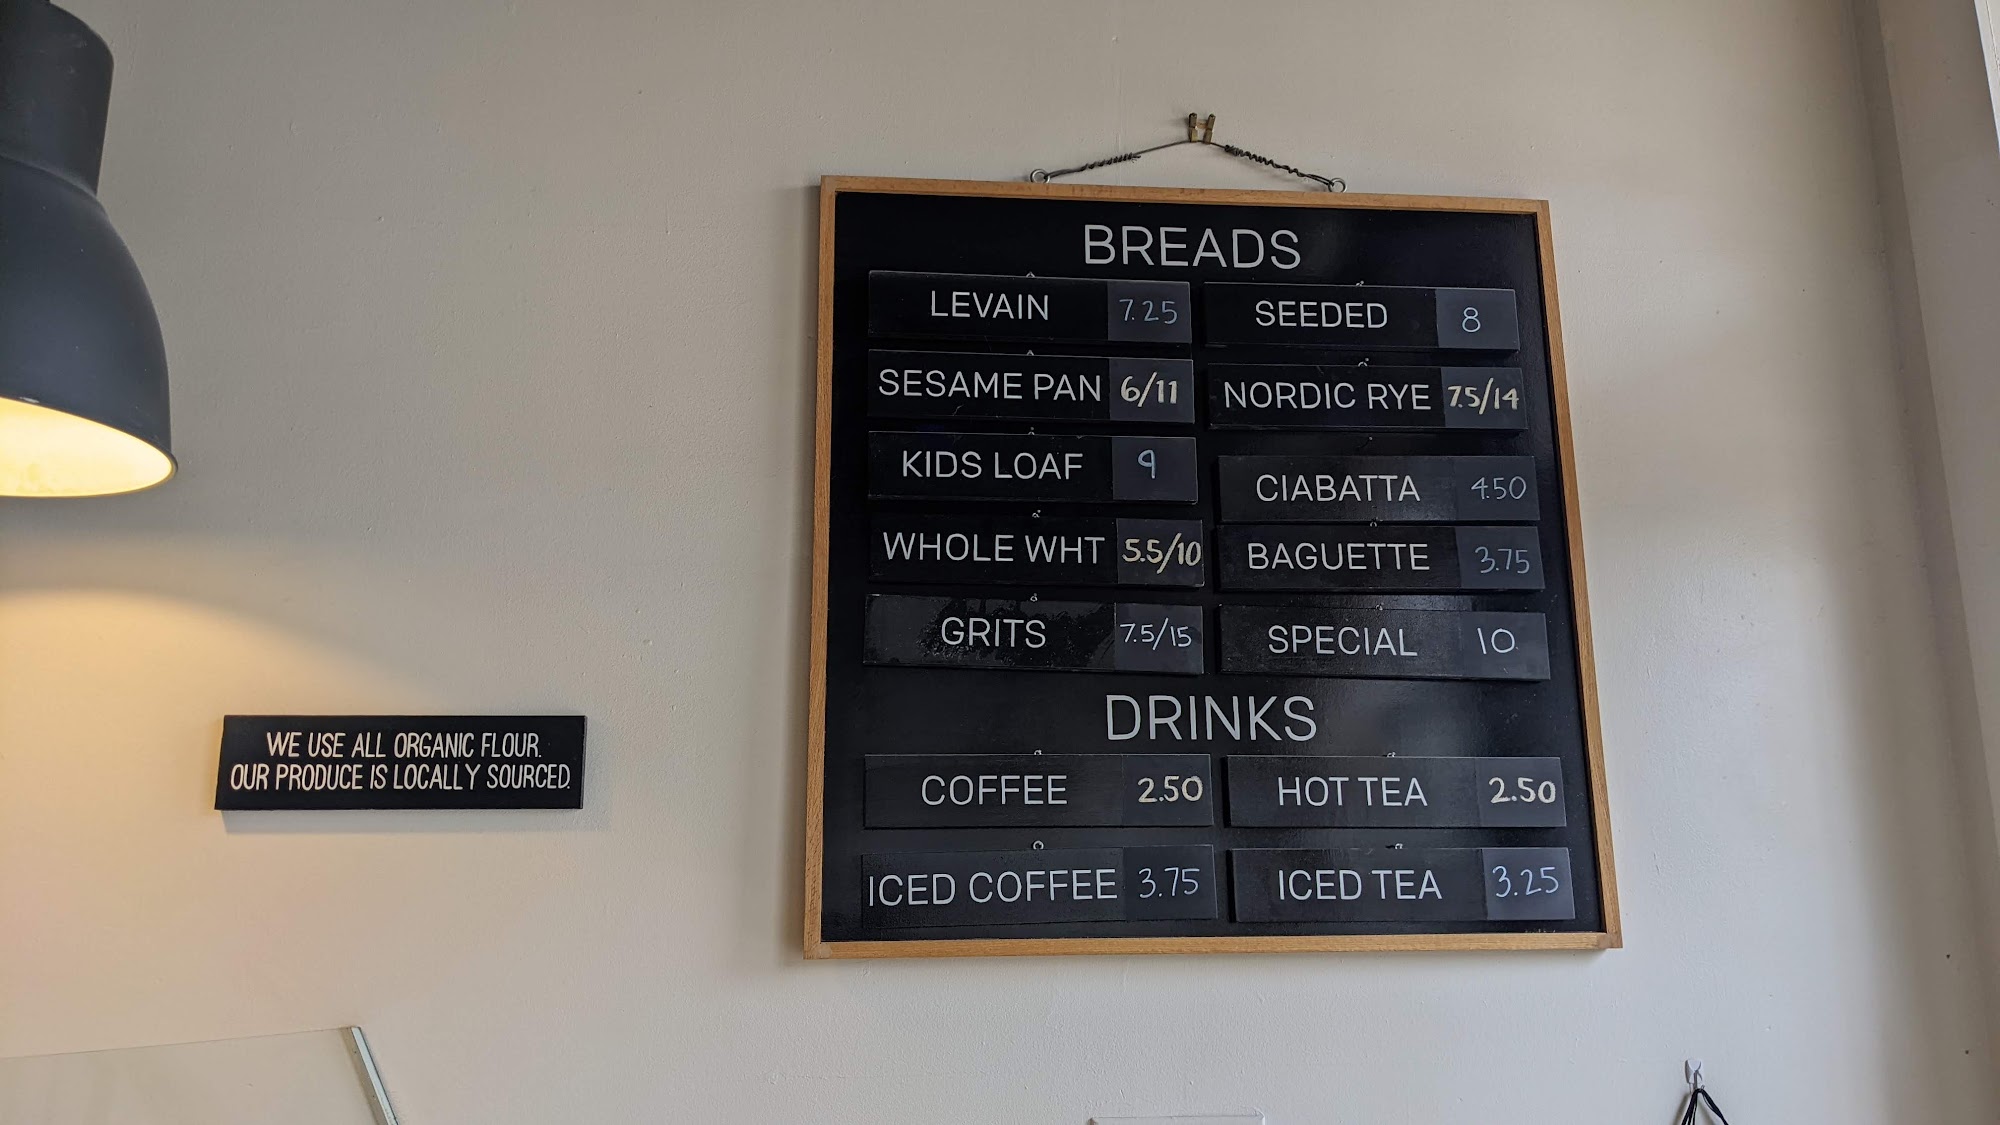 BREADS
LEVAIN 7.25
SEEDED 8
SESAME PAN 6/11
NORDIC RYE 7.5/14
KIDS LOAF 9
CIABATTA 4.50
WHOLE WHT 5.5/10
BAGUETTE 3.75
GRITS 7.5/15
SPECIAL 10
DRINKS
COFFEE 2.50
HOT TEA 2.50
ICED COFFEE 3.75
ICED TEA 3.25
WE USE ALL ORGANIC FLOUR.
OUR PRODUCE IS LOCALLY SOURCED.